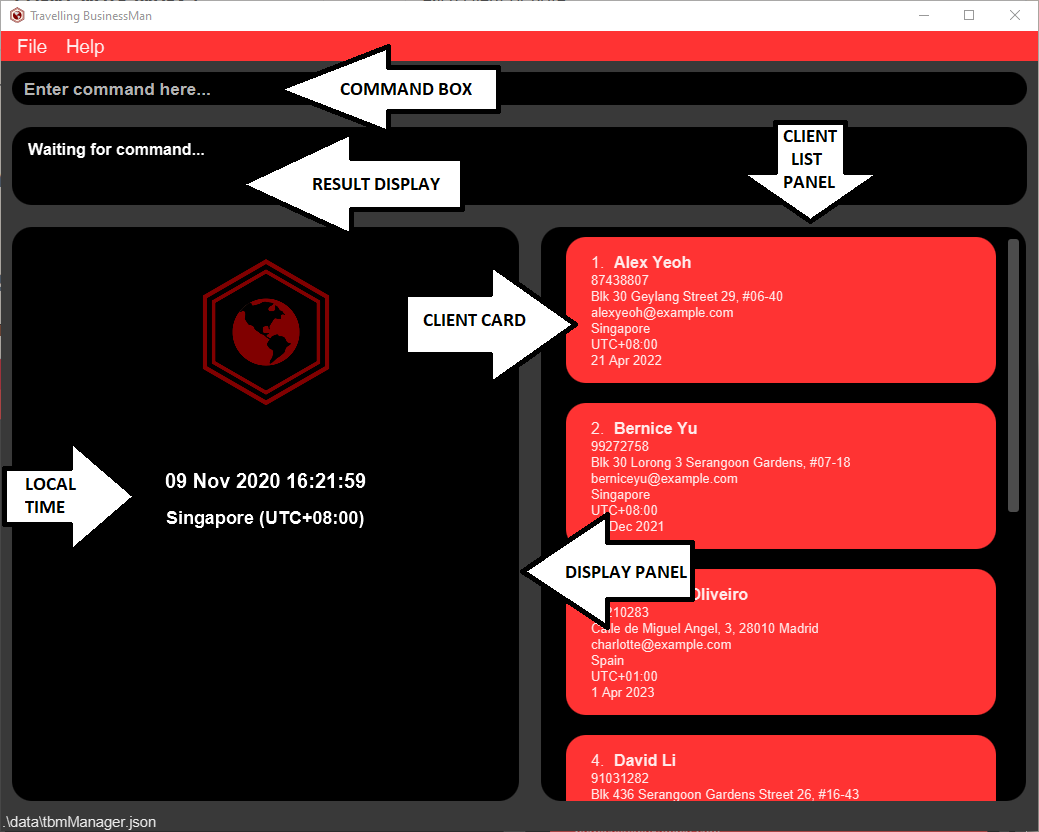 Travelling BusinessMan
File Help
Enter command here...
COMMAND BOX
Waiting for command...
RESULT DISPLAY
CLIENT
LIST
PANEL
CLIENT CARD
1. Alex Yeoh
87438807
Blk 30 Geylang Street 29, #06-40
alexyeoh@example.com
Singapore
UTC+08:00
21 Apr 2022
LOCAL
TIME
09 Nov 2020 16:21:59
Singapore (UTC+08:00)
2. Bernice Yu
99272758
Blk 30 Lorong 3 Serangoon Gardens, #07-18
berniceyu@example.com
Singapore
UTC+08:00
Dec 2021
DISPLAY PANEL
Oliveiro
210283
Calle de Miguel Angel, 3, 28010 Madrid
charlotte@example.com
Spain
UTC+01:00
1 Apr 2023
4. David Li
91031282
Blk 436 Serangoon Gardens Street 26, #16-43
.\data\tbmManager.json